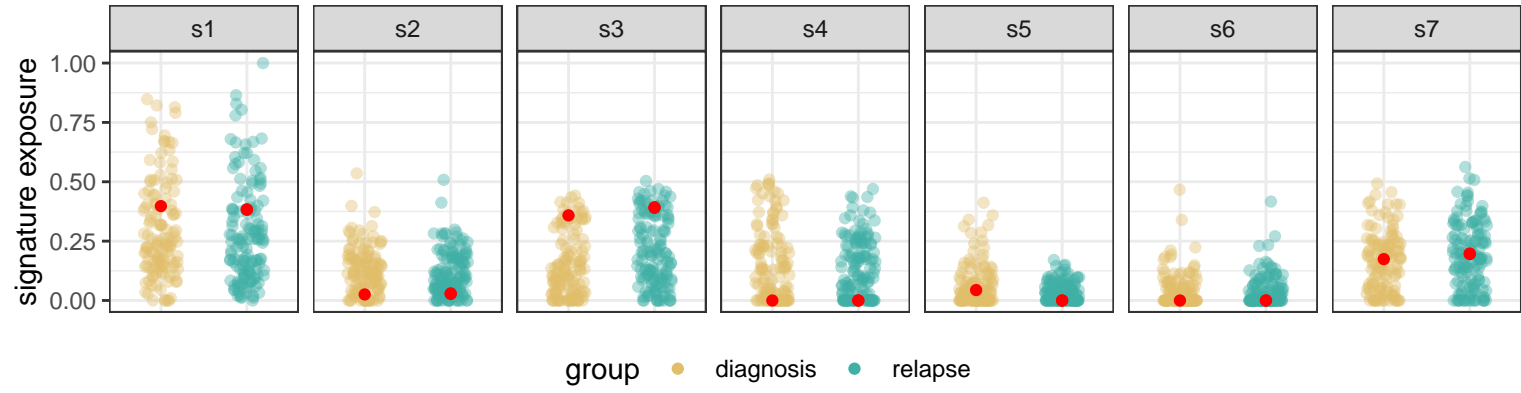 s1 s2 s3 s4 s5 s6 s7
signature exposure
1.00
0.75
0.50
0.25
0.00
group diagnosis relapse